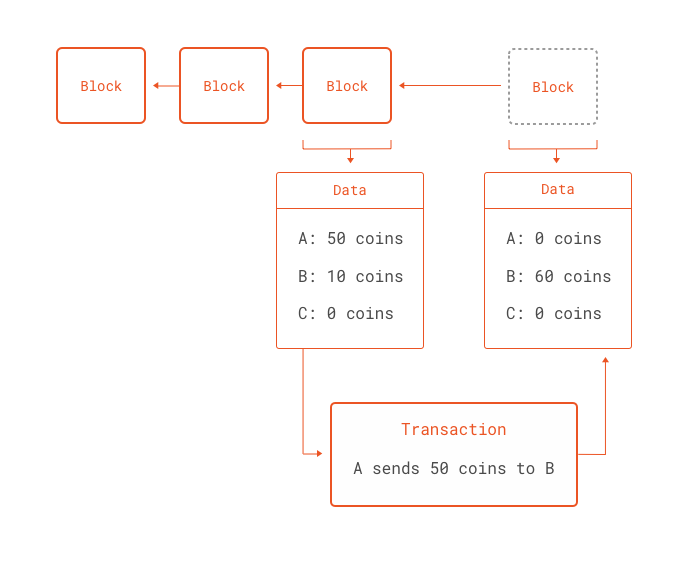 Block
Block
Block
Block
Data
A: 50 coins
B: 10 coins
C: 0 coins
Data
A: 0 coins
B: 60 coins
C: 0 coins
Transaction
A sends 50 coins to B